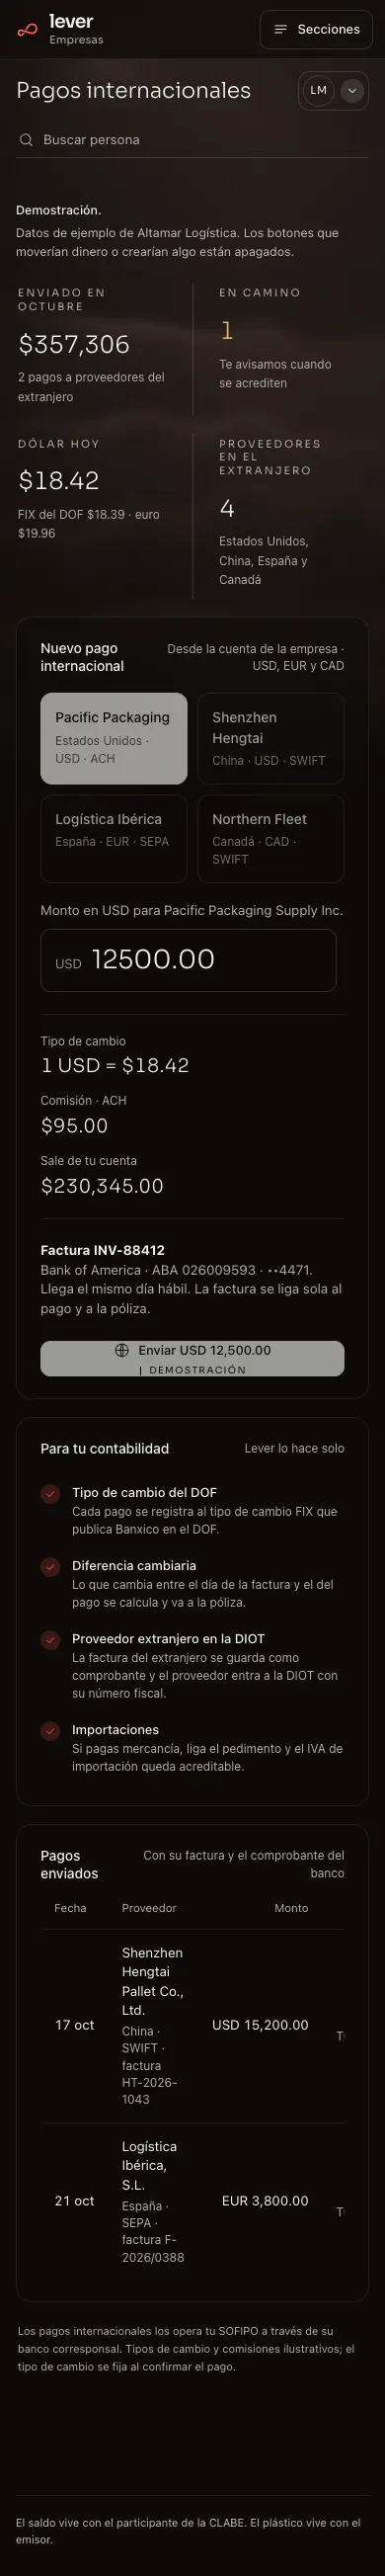 lever
Empresas
Secciones
Pagos internacionales
LM
Buscar persona
Demostración.
Datos de ejemplo de Altamar Logística. Los botones que
moverían dinero o crearían algo están apagados.
ENVIADO EN
OCTUBRE
$357,306
2 pagos a proveedores del
extranjero
EN CAMINO
1
Te avisamos cuando
se acrediten
DÓLAR HOY
$18.42
FIX del DOF $18.39 · euro
$19.96
PROVEEDORES
EN EL
EXTRANJERO
4
Estados Unidos,
China, España y
Canadá
Nuevo pago
internacional
Desde la cuenta de la empresa ·
USD, EUR y CAD
Pacific Packaging
Estados Unidos ·
USD · ACH
Shenzhen
Hengtai
China · USD · SWIFT
Logística Ibérica
España · EUR · SEPA
Northern Fleet
Canadá · CAD ·
SWIFT
Monto en USD para Pacific Packaging Supply Inc.
USD 12500.00
Tipo de cambio
1 USD = $18.42
Comisión · ACH
$95.00
Sale de tu cuenta
$230,345.00
Factura INV-88412
Bank of America · ABA 026009593 · ••4471.
Llega el mismo día hábil. La factura se liga sola al
pago y a la póliza.
Enviar USD 12,500.00
| DEMOSTRACIÓN
Para tu contabilidad
Lever lo hace solo
Tipo de cambio del DOF
Cada pago se registra al tipo de cambio FIX que
publica Banxico en el DOF.
Diferencia cambiaria
Lo que cambia entre el día de la factura y el del
pago se calcula y va a la póliza.
Proveedor extranjero en la DIOT
La factura del extranjero se guarda como
comprobante y el proveedor entra a la DIOT con
su número fiscal.
Importaciones
Si pagas mercancía, liga el pedimento y el IVA de
importación queda acreditable.
Pagos
enviados
Con su factura y el comprobante del
banco
Fecha Proveedor Monto
17 oct
Shenzhen
Hengtai
Pallet Co.,
Ltd.
China ·
SWIFT ·
factura
HT-2026-
1043
USD 15,200.00
21 oct
Logística
Ibérica,
S.L.
España ·
SEPA ·
factura F-
2026/0388
EUR 3,800.00
Los pagos internacionales los opera tu SOFIPO a través de su
banco corresponsal. Tipos de cambio y comisiones ilustrativos; el
tipo de cambio se fija al confirmar el pago.
El saldo vive con el participante de la CLABE. El plástico vive con el
emisor.